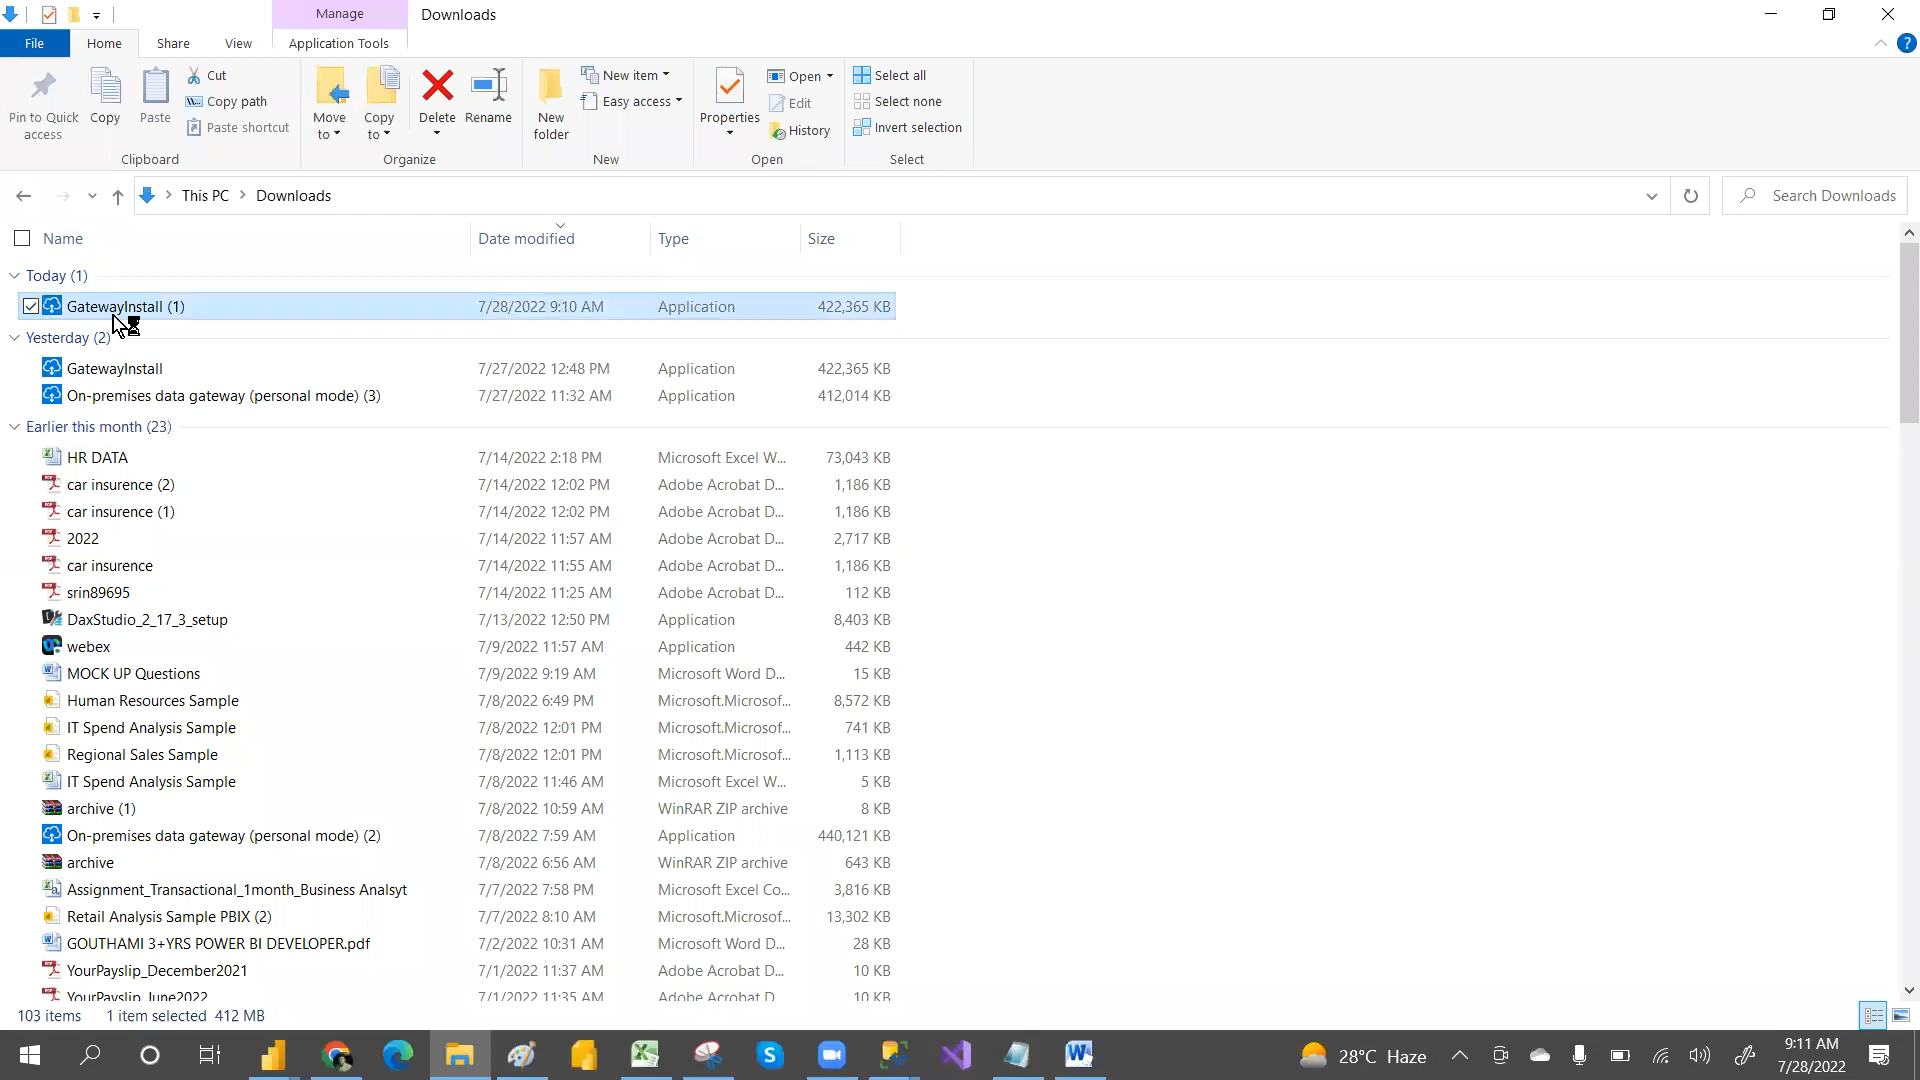 Manage
Downloads
File
Home
Share
View
Application Tools
Pin to Quick access
Copy
Paste
Cut
Copy path
Paste shortcut
Clipboard
Move to
Copy to
Delete
Rename
Organize
New folder
New item
Easy access
New
Properties
Open
Edit
History
Open
Select all
Select none
Invert selection
Select
This PC
Downloads
Search Downloads
Name Date modified Type Size
Today (1)
GatewayInstall (1) 7/28/2022 9:10 AM Application 422,365 KB
Yesterday (2)
GatewayInstall 7/27/2022 12:48 PM Application 422,365 KB
On-premises data gateway (personal mode) (3) 7/27/2022 11:32 AM Application 412,014 KB
Earlier this month (23)
HR DATA 7/14/2022 2:18 PM Microsoft Excel W... 73,043 KB
car insurence (2) 7/14/2022 12:02 PM Adobe Acrobat D... 1,186 KB
car insurence (1) 7/14/2022 12:02 PM Adobe Acrobat D... 1,186 KB
2022 7/14/2022 11:57 AM Adobe Acrobat D... 2,717 KB
car insurence 7/14/2022 11:55 AM Adobe Acrobat D... 1,186 KB
srin89695 7/14/2022 11:25 AM Adobe Acrobat D... 112 KB
DaxStudio_2_17_3_setup 7/13/2022 12:50 PM Application 8,403 KB
webex 7/9/2022 11:57 AM Application 442 KB
MOCK UP Questions 7/9/2022 9:19 AM Microsoft Word D... 15 KB
Human Resources Sample 7/8/2022 6:49 PM Microsoft.Microsof... 8,572 KB
IT Spend Analysis Sample 7/8/2022 12:01 PM Microsoft.Microsof... 741 KB
Regional Sales Sample 7/8/2022 12:01 PM Microsoft.Microsof... 1,113 KB
IT Spend Analysis Sample 7/8/2022 11:46 AM Microsoft Excel W... 5 KB
archive (1) 7/8/2022 10:59 AM WinRAR ZIP archive 8 KB
On-premises data gateway (personal mode) (2) 7/8/2022 7:59 AM Application 440,121 KB
archive 7/8/2022 6:56 AM WinRAR ZIP archive 643 KB
Assignment_Transactional_1month_Business Analsyt 7/7/2022 7:58 PM Microsoft Excel Co... 3,816 KB
Retail Analysis Sample PBIX (2) 7/7/2022 8:10 AM Microsoft.Microsof... 13,302 KB
GOUTHAMI 3+YRS POWER BI DEVELOPER.pdf 7/2/2022 10:31 AM Microsoft Word D... 28 KB
YourPayslip_December2021 7/1/2022 11:37 AM Adobe Acrobat D... 10 KB
YourPayslip_June2022 7/1/2022 11:35 AM Adobe Acrobat D 10 KB
103 items 1 item selected 412 MB
28°C Haze
9:11 AM
7/28/2022